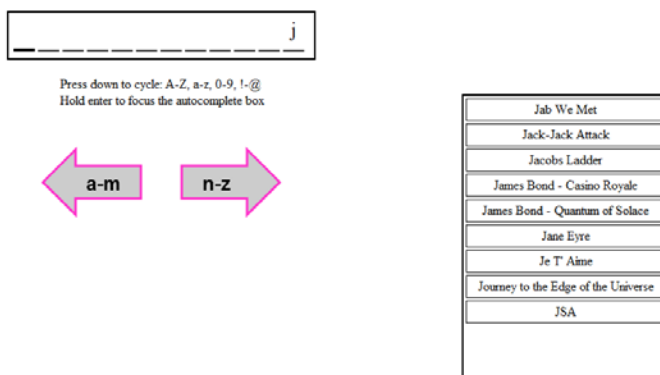 j
Press down to cycle: A-Z, a-z, 0-9, !-@
Hold enter to focus the autocomplete box
a-m
n-z
Jab We Met
Jack-Jack Attack
Jacobs Ladder
James Bond - Casino Royale
James Bond - Quantum of Solace
Jane Eyre
Je T' Aime
Journey to the Edge of the Universe
JSA